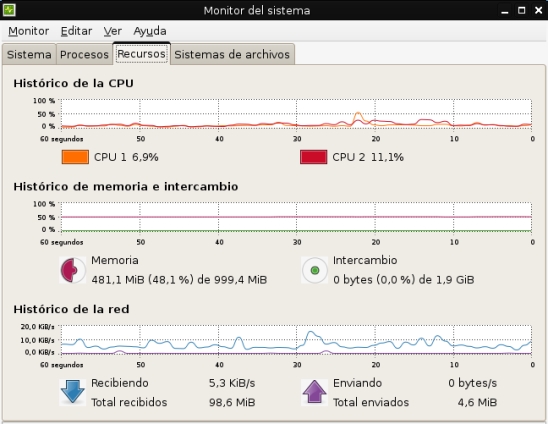 Monitor del sistema
Monitor Editar Ver Ayuda
Sistema Procesos Recursos Sistemas de archivos
Histórico de la CPU
100 %
50 %
0 %
60 segundos 50 40 30 20 10 0
CPU 1 6,9% CPU 2 11,1%
Histórico de memoria e intercambio
100 %
50 %
0 %
60 segundos 50 40 30 20 10 0
Memoria Intercambio
481,1 MiB (48,1 %) de 999,4 MiB 0 bytes (0,0 %) de 1,9 GiB
Histórico de la red
20,0 KiB/s
10,0 KiB/s
0,0 KiB/s
60 segundos 50 40 30 20 10 0
Recibiendo 5,3 KiB/s Enviando 0 bytes/s
Total recibidos 98,6 MiB Total enviados 4,6 MiB